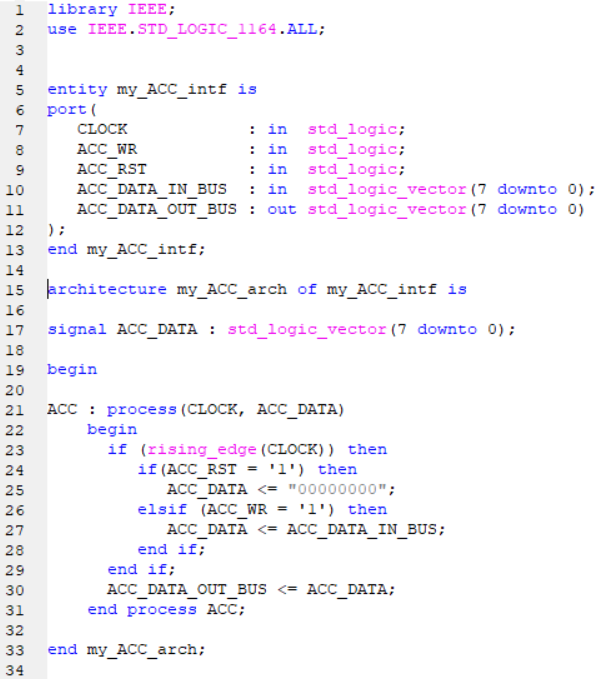 1 library IEEE;
2 use IEEE.STD_LOGIC_1164.ALL;
3
4
5 entity my_ACC_intf is
6 port(
7    CLOCK            : in  std_logic;
8    ACC_WR           : in  std_logic;
9    ACC_RST          : in  std_logic;
10    ACC_DATA_IN_BUS  : in  std_logic_vector(7 downto 0);
11    ACC_DATA_OUT_BUS : out std_logic_vector(7 downto 0)
12 );
13 end my_ACC_intf;
14
15 architecture my_ACC_arch of my_ACC_intf is
16
17 signal ACC_DATA : std_logic_vector(7 downto 0);
18
19 begin
20
21 ACC : process(CLOCK, ACC_DATA)
22     begin
23       if (rising_edge(CLOCK)) then
24          if(ACC_RST = '1') then
25             ACC_DATA <= "00000000";
26          elsif (ACC_WR = '1') then
27             ACC_DATA <= ACC_DATA_IN_BUS;
28          end if;
29       end if;
30       ACC_DATA_OUT_BUS <= ACC_DATA;
31     end process ACC;
32
33 end my_ACC_arch;
34